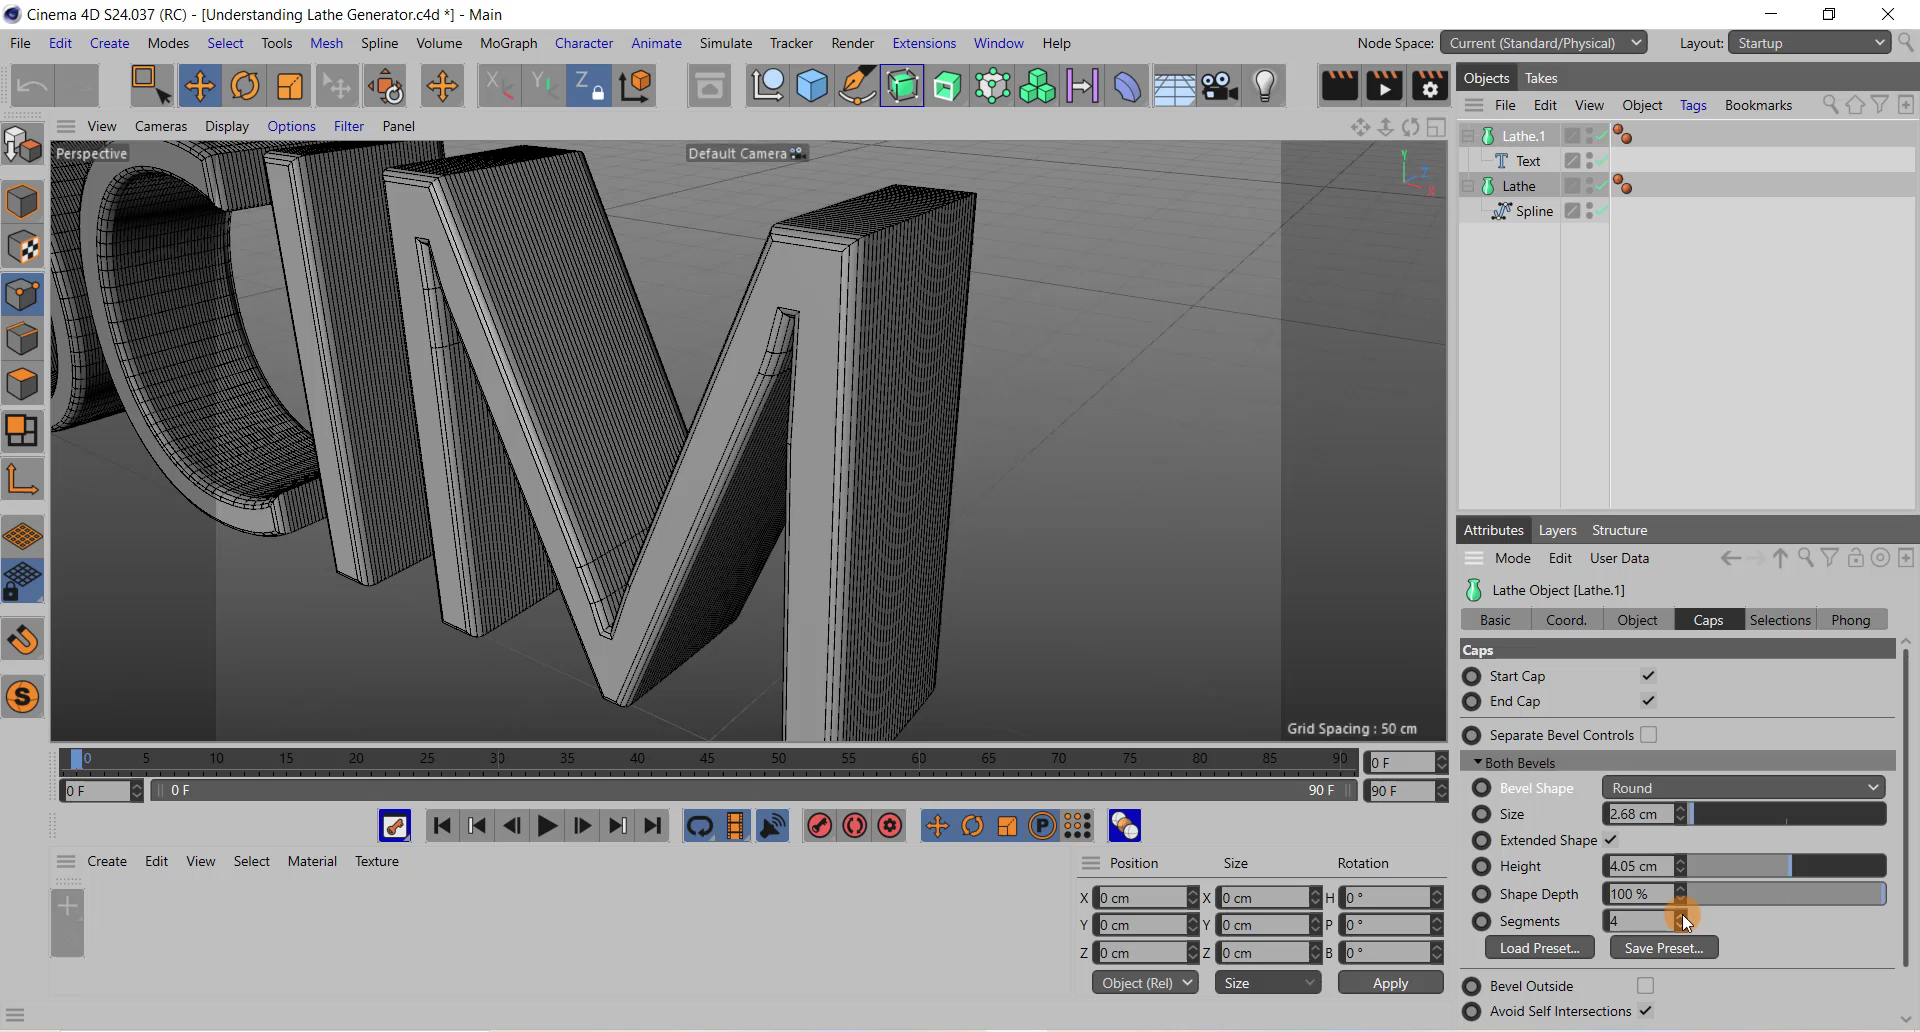 Cinema 4D S24.037 (RC) - [Understanding Lathe Generator.c4d *] - Main
File Edit Create Modes Select Tools Mesh Spline Volume MoGraph Character Animate Simulate Tracker Render Extensions Window Help
Node Space: Current (Standard/Physical) Layout: Startup
X Y Z
Objects Takes
File Edit View Object Tags Bookmarks
View Cameras Display Options Filter Panel
Perspective
Default Camera
Y Z X
Lathe.1
Text
Lathe
Spline
Grid Spacing : 50 cm
Attributes Layers Structure
Mode Edit User Data
Lathe Object [Lathe.1]
Basic Coord. Object Caps Selections Phong
Caps
Start Cap
End Cap
Separate Bevel Controls
Both Bevels
Bevel Shape Round
Size 2.68 cm
Extended Shape
Height 4.05 cm
Shape Depth 100 %
Segments 4
Load Preset... Save Preset...
Bevel Outside
Avoid Self Intersections
0 5 10 15 20 25 30 35 40 45 50 55 60 65 70 75 80 85 90
0 F
0 F 0 F 90 F 90 F
P
S
Create Edit View Select Material Texture
Position Size Rotation
X 0 cm X 0 cm H 0 °
Y 0 cm Y 0 cm P 0 °
Z 0 cm Z 0 cm B 0 °
Object (Rel) Size Apply